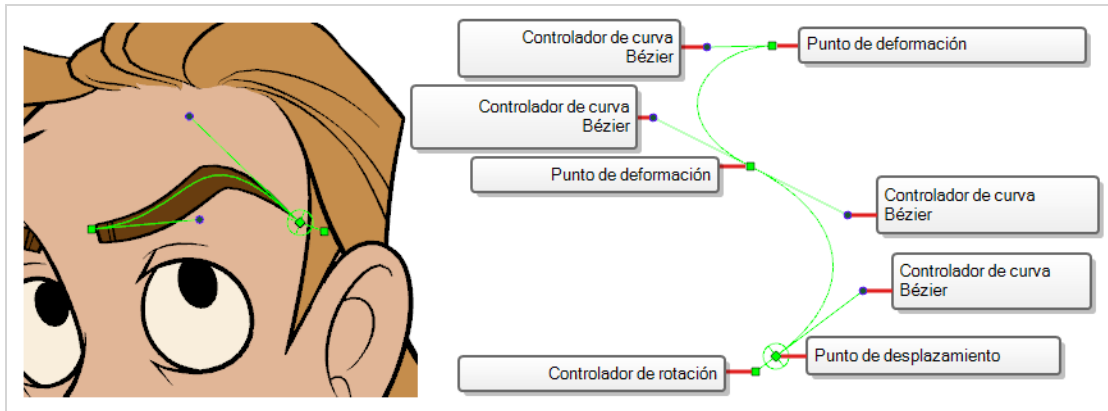 Controlador de curva
Bézier
Punto de deformación
Controlador de curva
Bézier
Punto de deformación
Controlador de curva
Bézier
Controlador de curva
Bézier
Punto de desplazamiento
Controlador de rotación